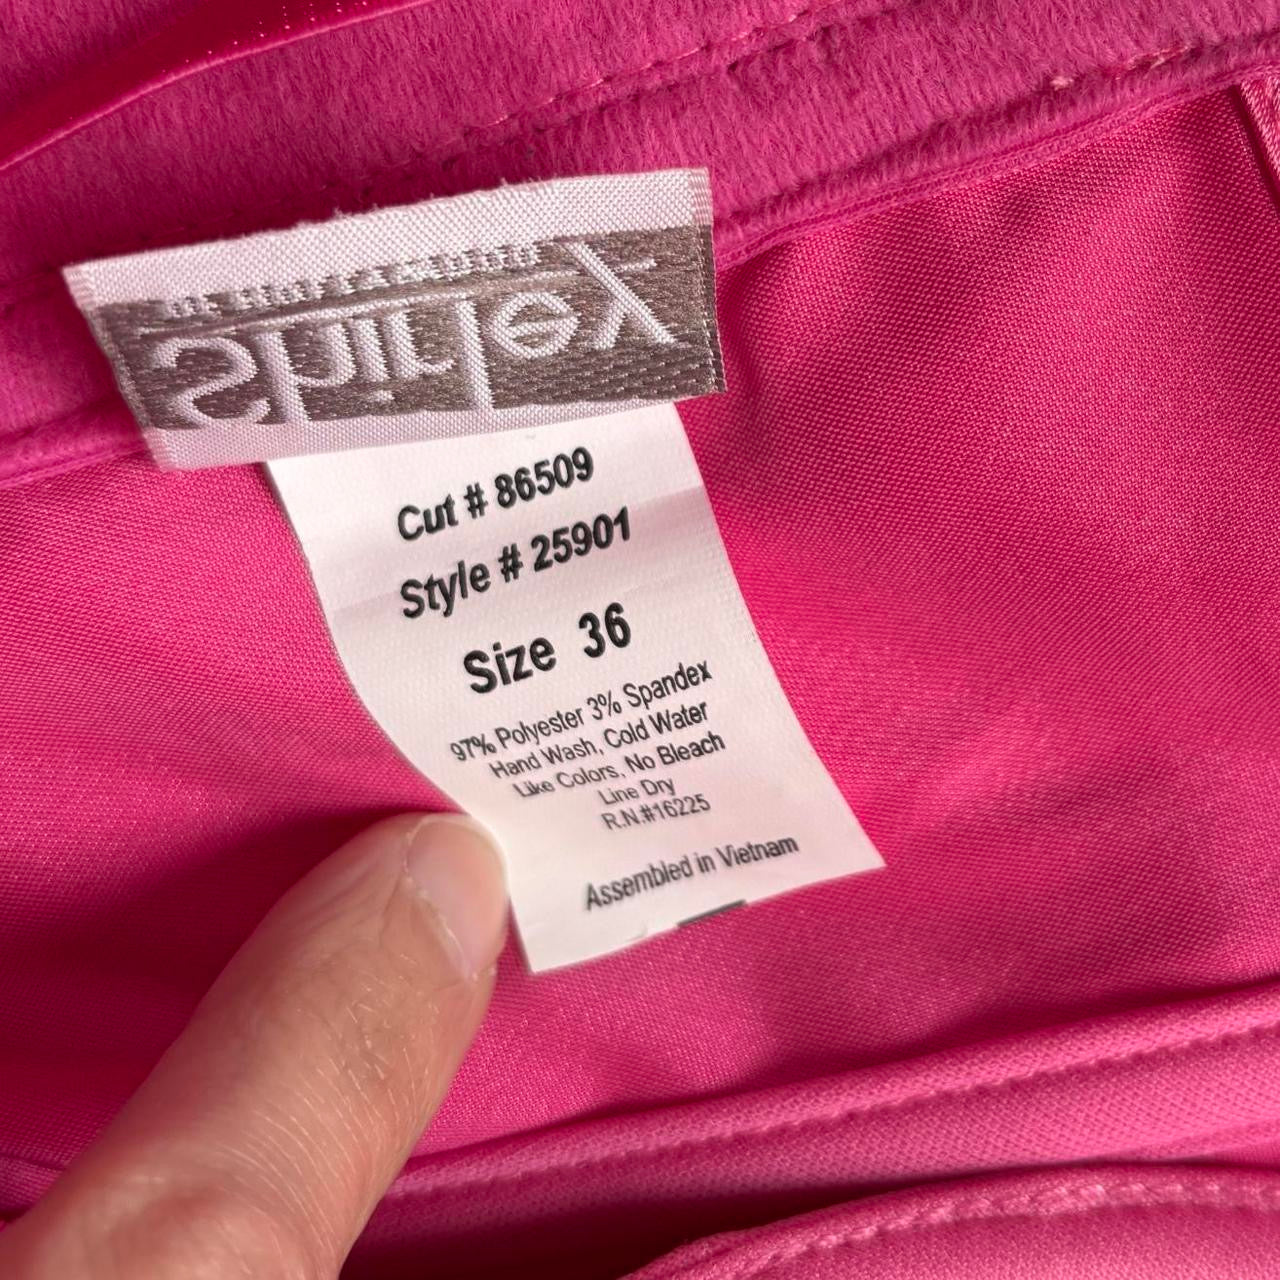 Shirley
Cut # 86509
Style # 25901
Size 36
97% Polyester 3% Spandex
Hand Wash, Cold Water
Like Colors, No Bleach
Line Dry
R.N.#16225
Assembled in Vietnam